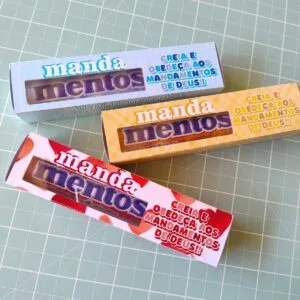 manda
mentos
CREIA E
OBEDEÇA AOS
MANDAMENTOS
DE DEUS!!
manda
mentos
CREIA E
OBEDEÇA AOS
MANDAMENTOS
DE DEUS!!
manda
mentos
CREIA E
OBEDEÇA AOS
MANDAMENTOS
DE DEUS!!